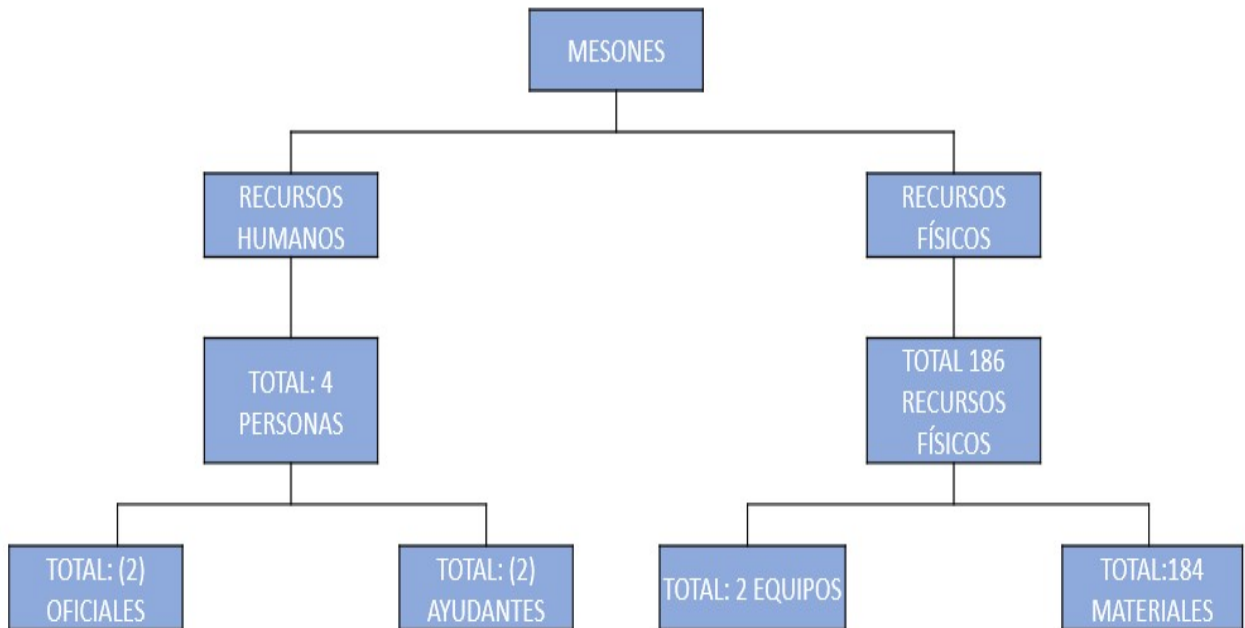 MESONES
RECURSOS
HUMANOS
RECURSOS
FÍSICOS
TOTAL: 4
PERSONAS
TOTAL 186
RECURSOS
FÍSICOS
TOTAL: (2)
OFICIALES
TOTAL: (2)
AYUDANTES
TOTAL: 2 EQUIPOS
TOTAL:184
MATERIALES